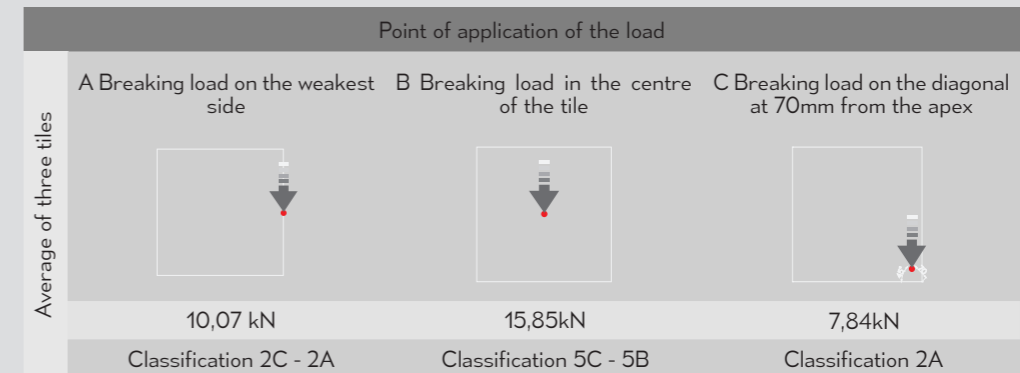 Point of application of the load
Average of three tiles
A Breaking load on the weakest
side
B Breaking load in the centre
of the tile
C Breaking load on the diagonal
at 70mm from the apex
10,07 kN
15,85kN
7,84kN
Classification 2C - 2A
Classification 5C - 5B
Classification 2A